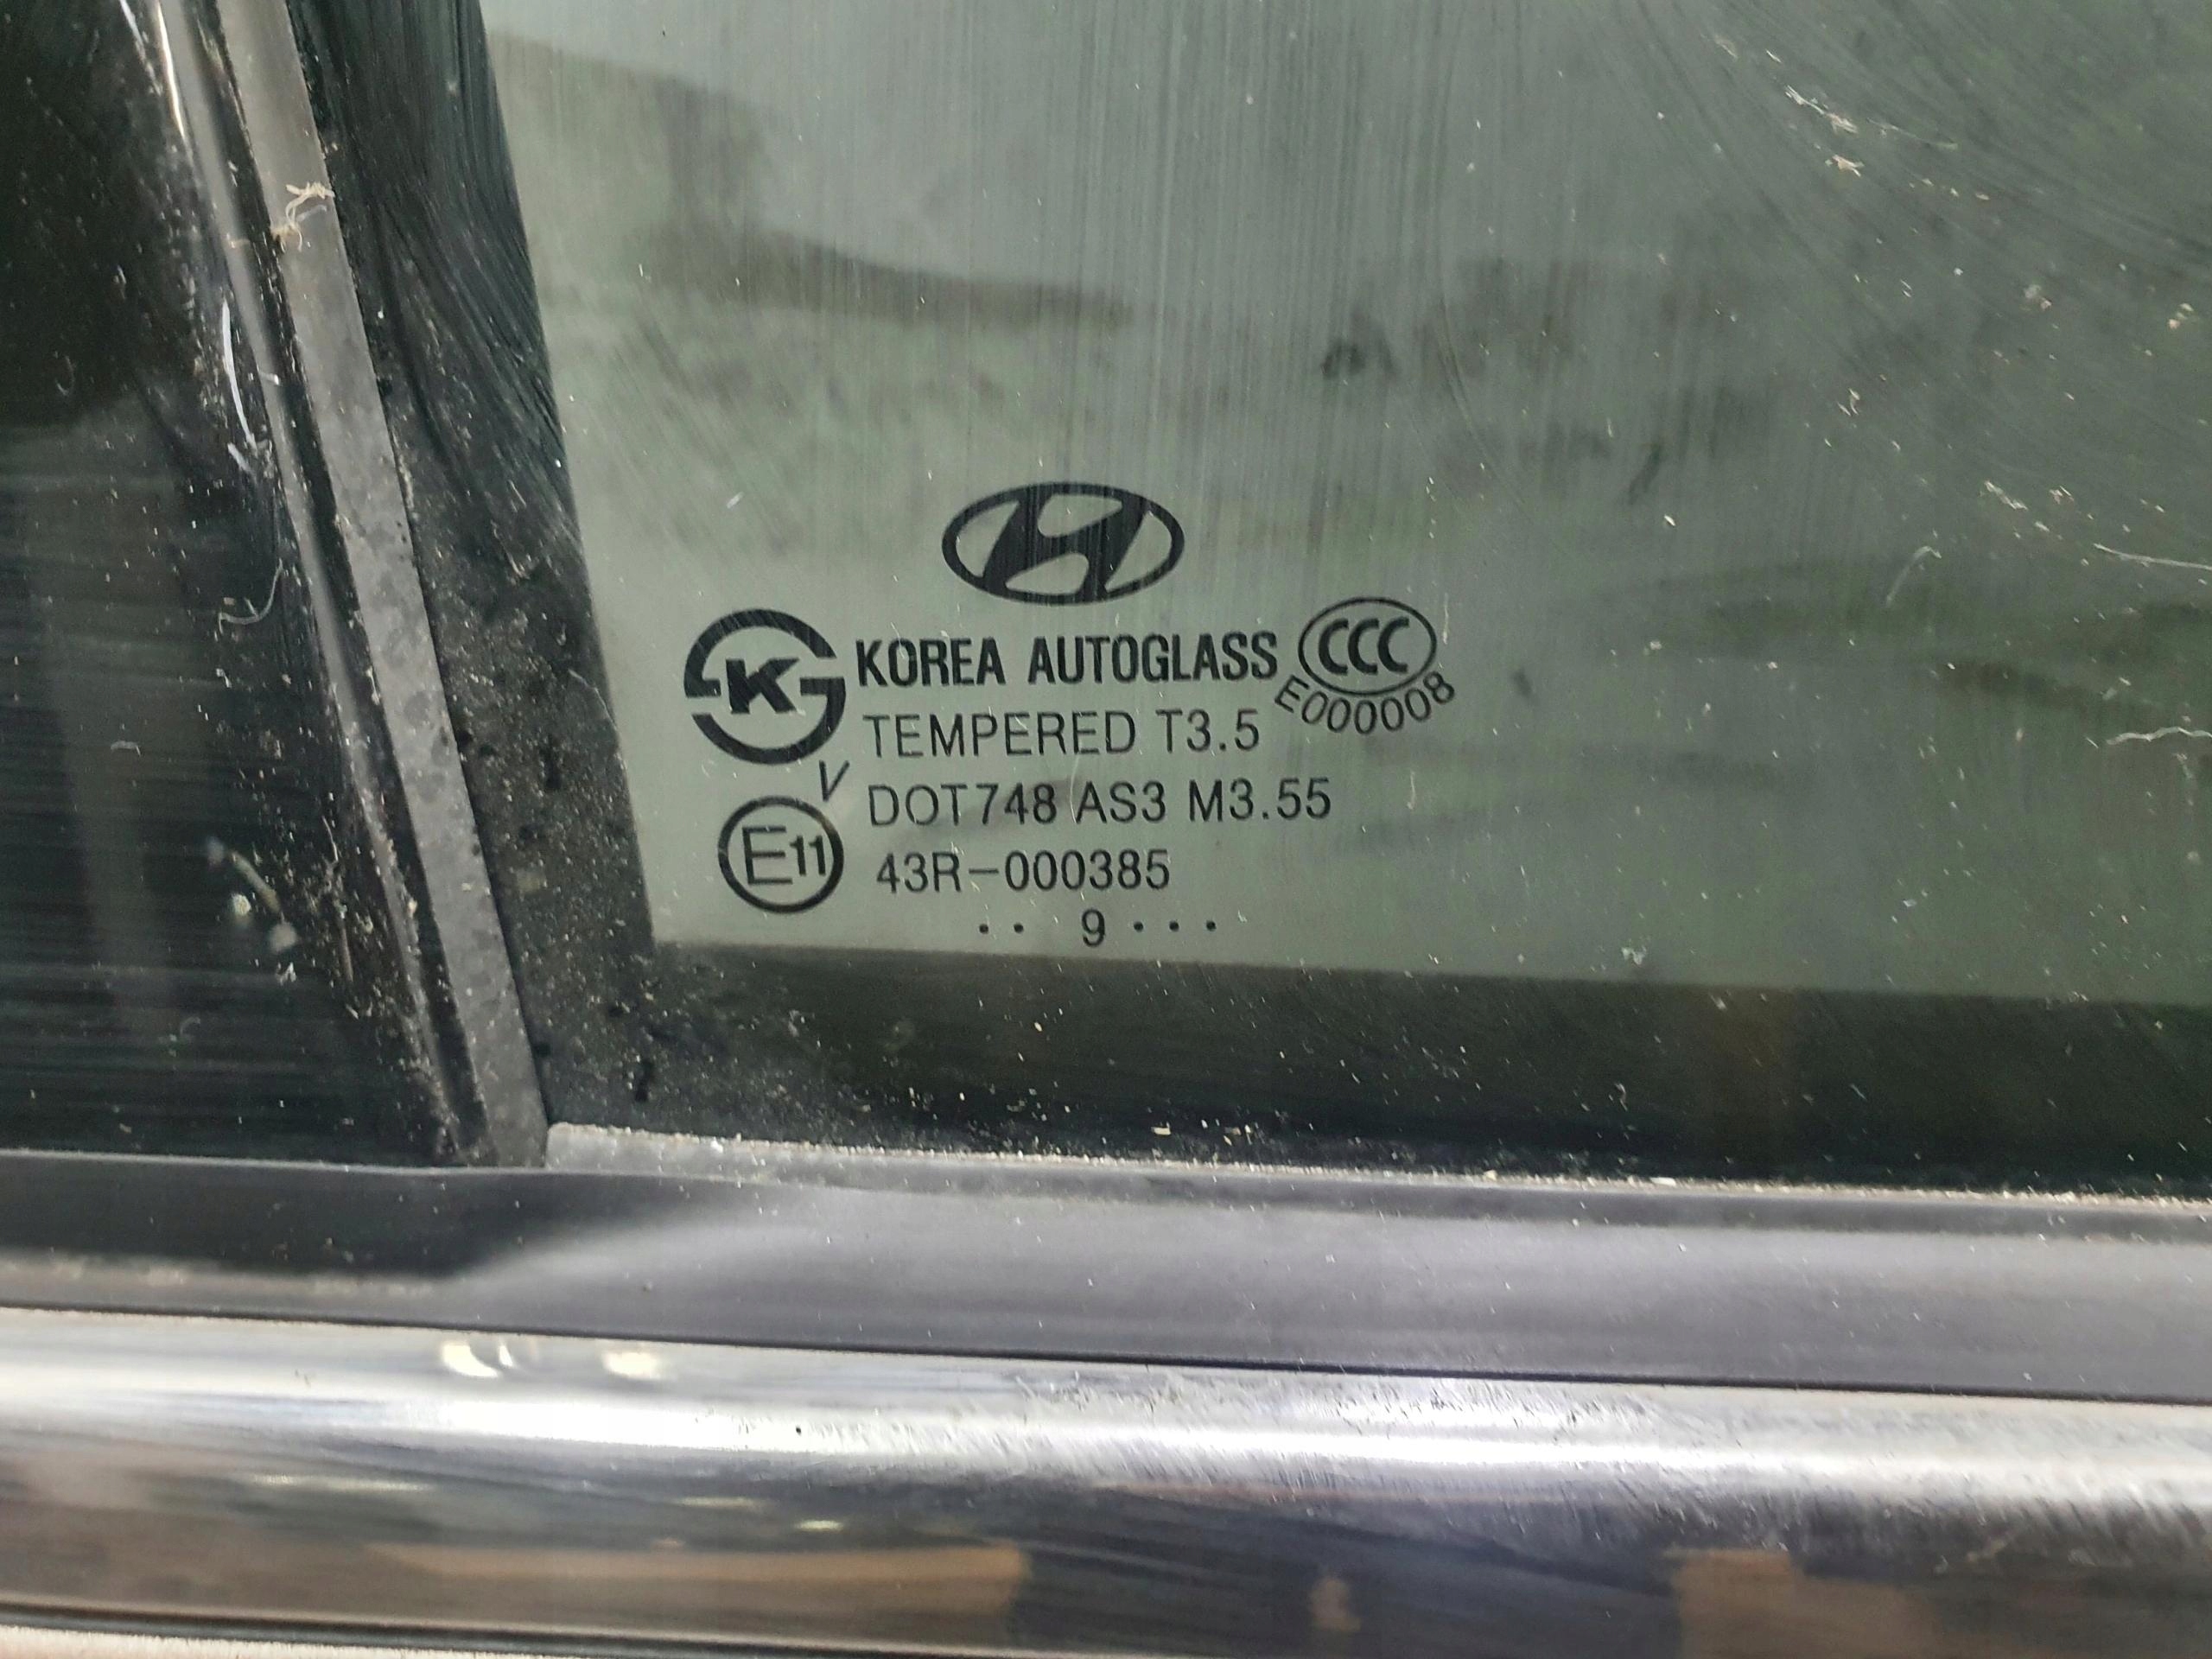 KOREA AUTOGLASS CCC
E000008
K
TEMPERED T3.5
V
DOT748 AS3 M3.55
E11
43R-000385
.. 9 ...